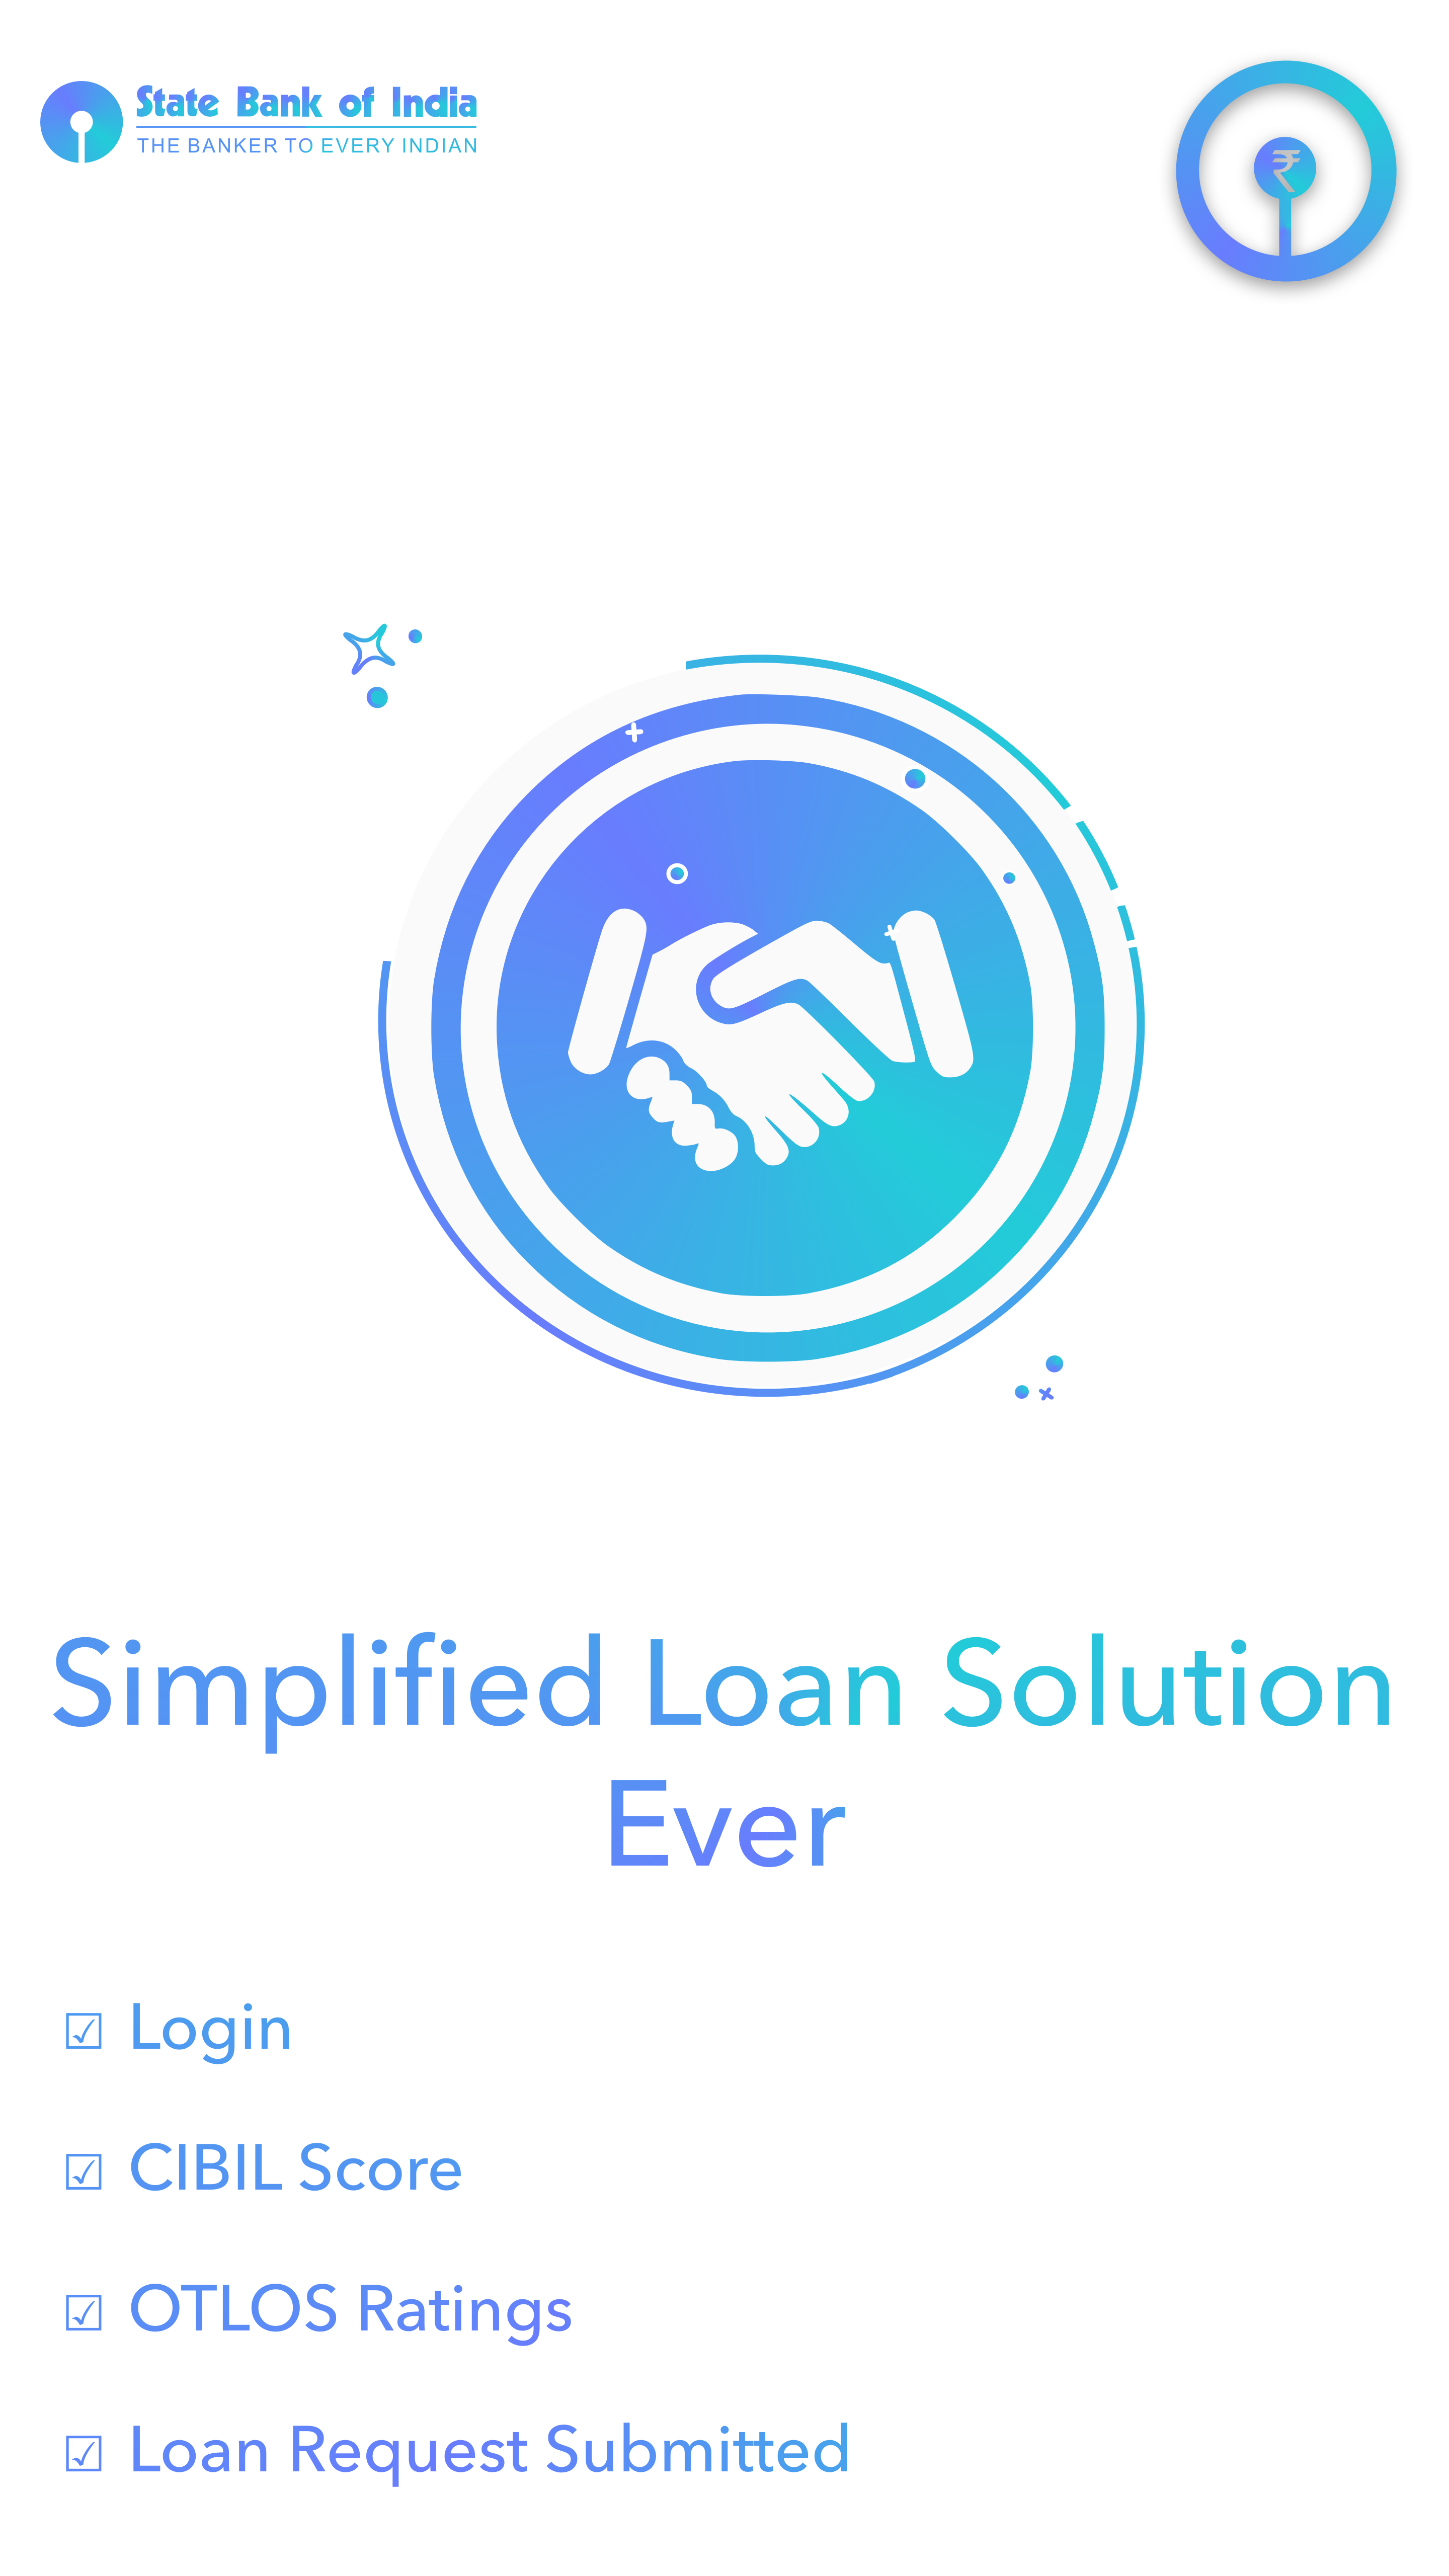 State Bank of India
THE BANKER TO EVERY INDIAN
₹
Simplified Loan Solution
Ever
☑ Login
☑ CIBIL Score
☑ OTLOS Ratings
☑ Loan Request Submitted